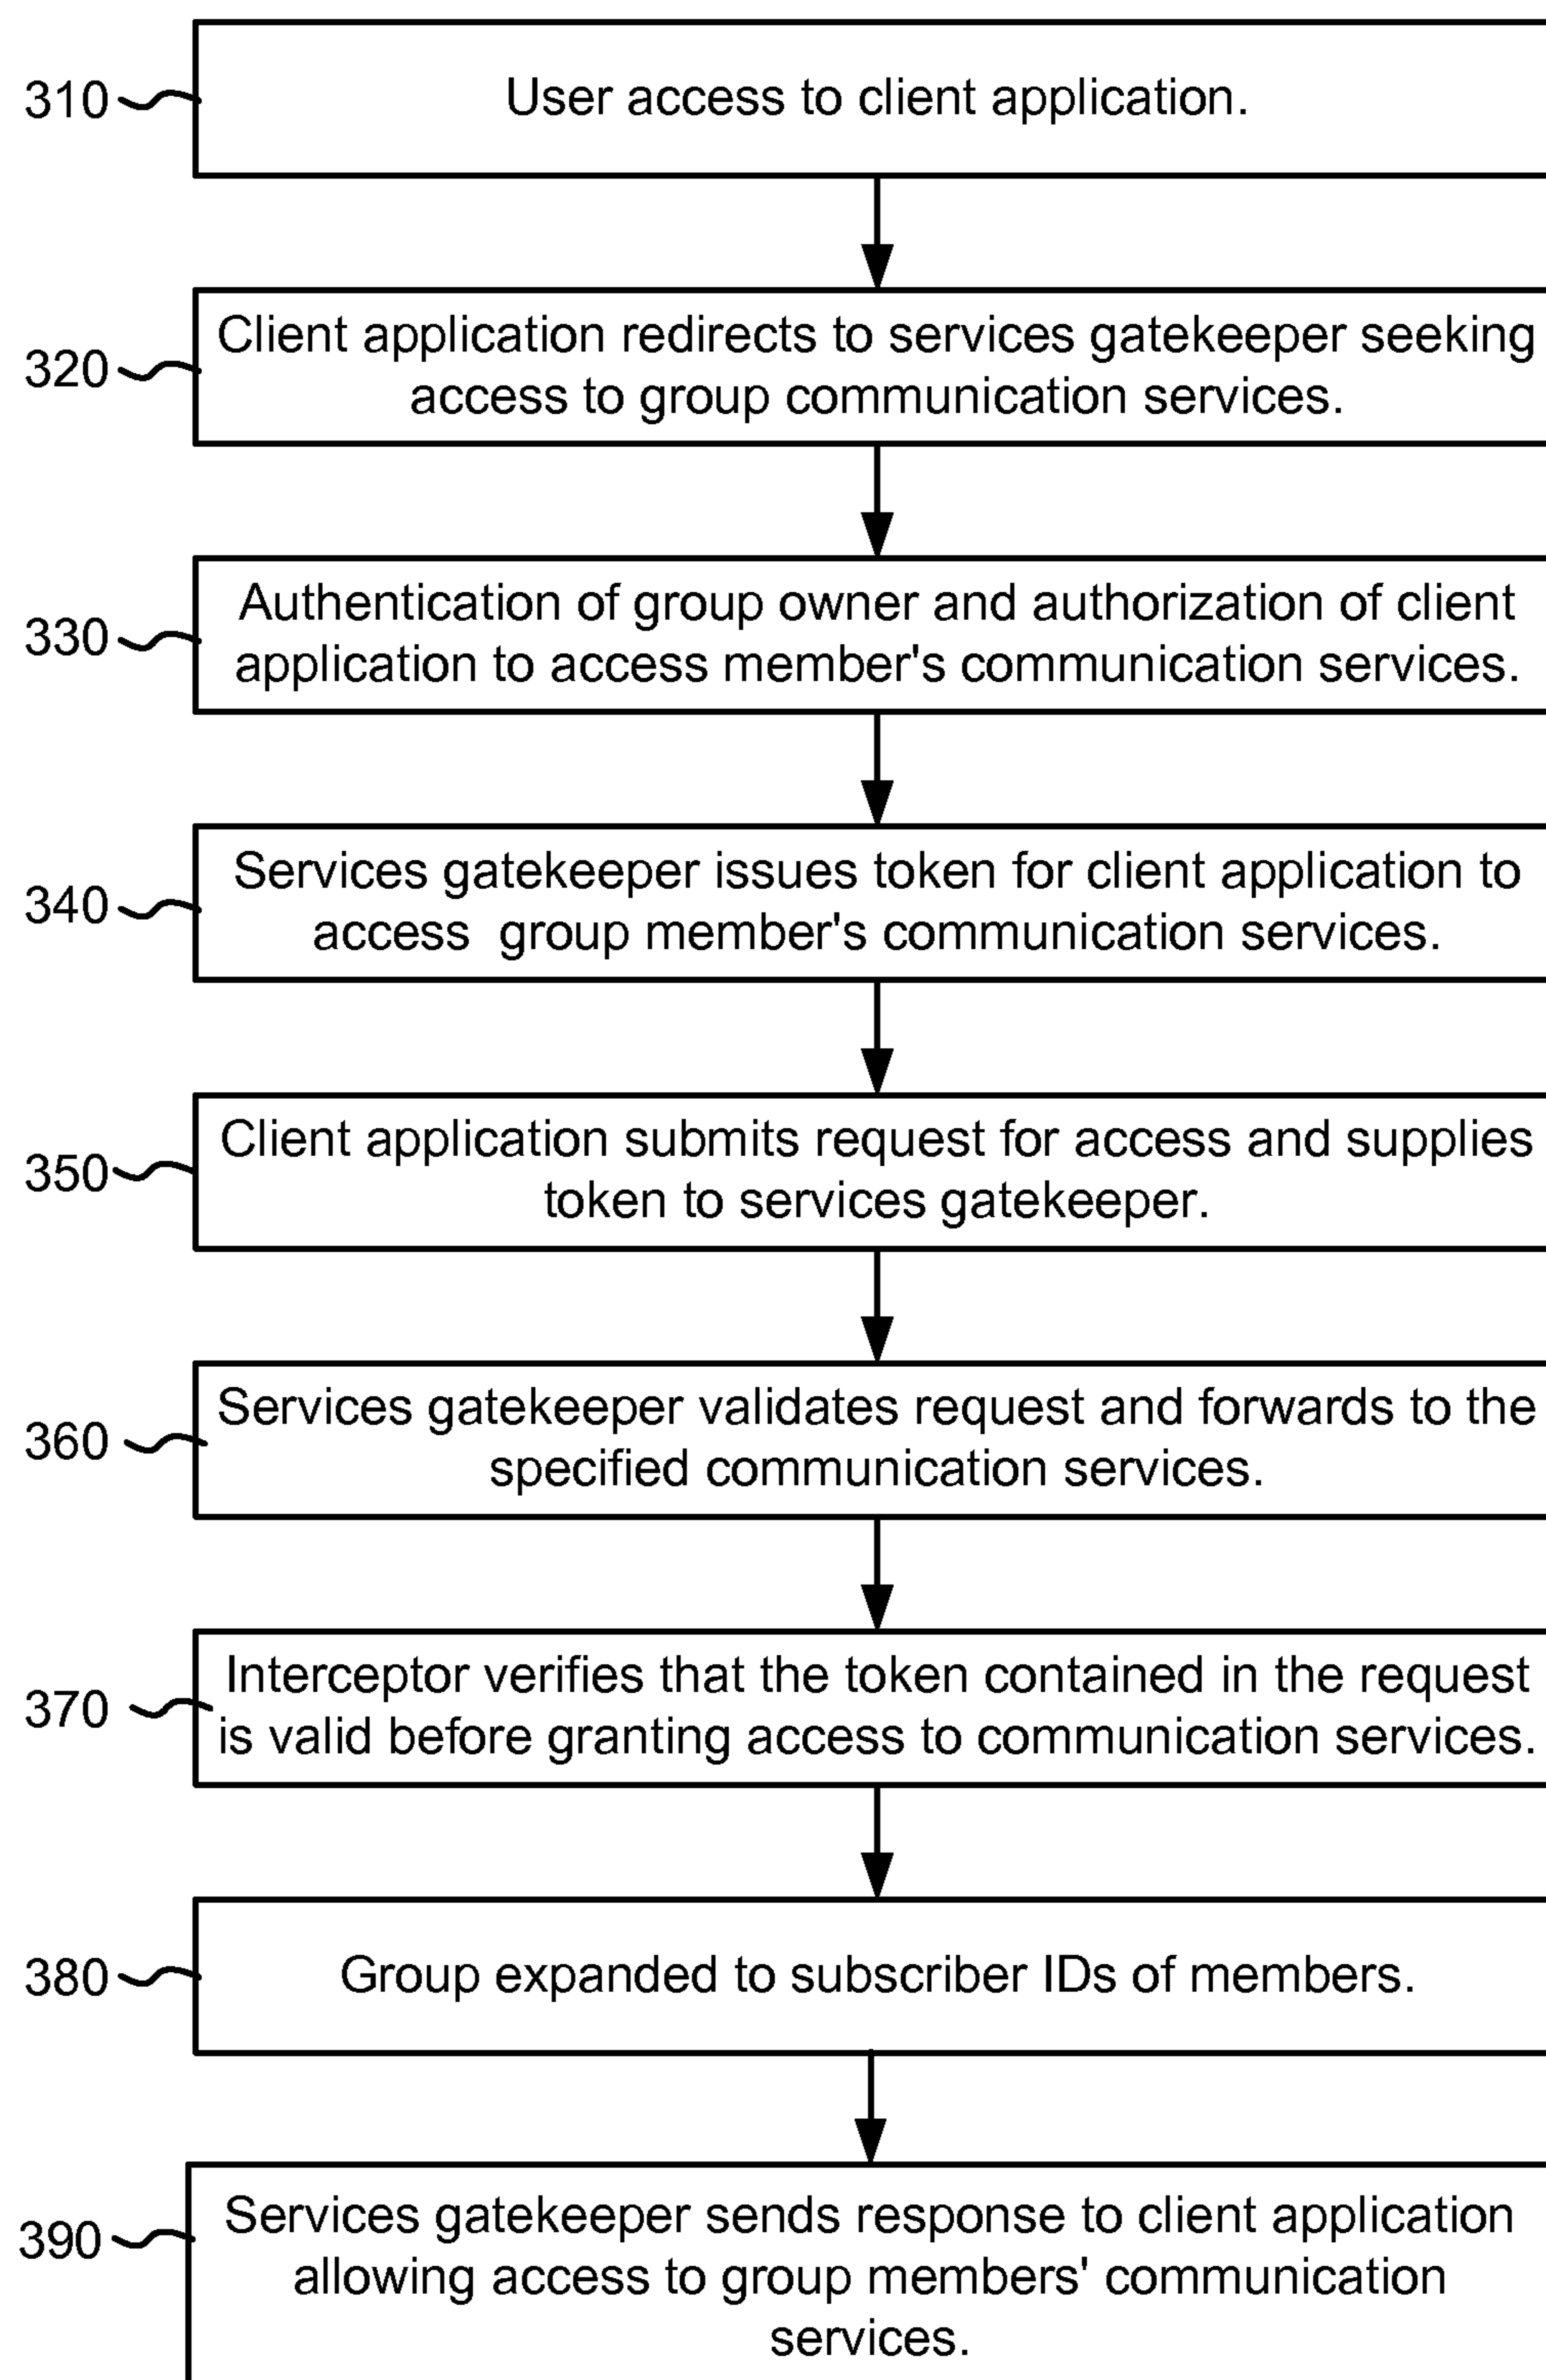 310
User access to client application.
320
Client application redirects to services gatekeeper seeking
access to group communication services.
330
Authentication of group owner and authorization of client
application to access member's communication services.
340
Services gatekeeper issues token for client application to
access  group member's communication services.
350
Client application submits request for access and supplies
token to services gatekeeper.
360
Services gatekeeper validates request and forwards to the
specified communication services.
370
Interceptor verifies that the token contained in the request
is valid before granting access to communication services.
380
Group expanded to subscriber IDs of members.
390
Services gatekeeper sends response to client application
allowing access to group members' communication
services.